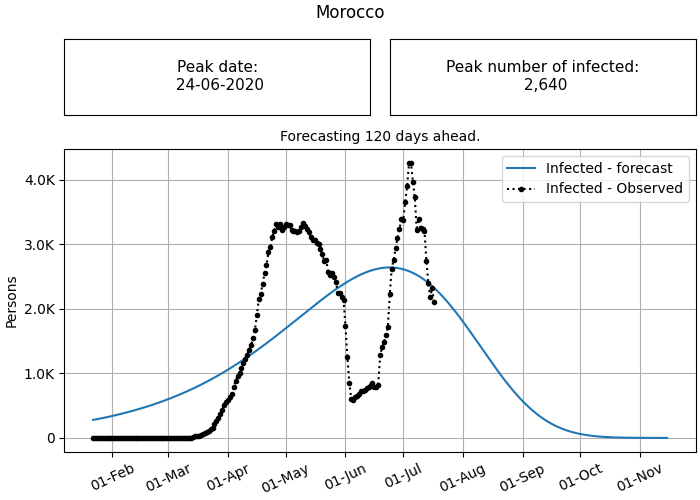 Morocco
Peak date:
24-06-2020
Peak number of infected:
2,640
Forecasting 120 days ahead.
Infected - forecast
Infected - Observed
4.0K
3.0K
2.0K
1.0K
0
Persons
01-Feb
01-Mar
01-Apr
01-May
01-Jun
01-Jul
01-Aug
01-Sep
01-Oct
01-Nov